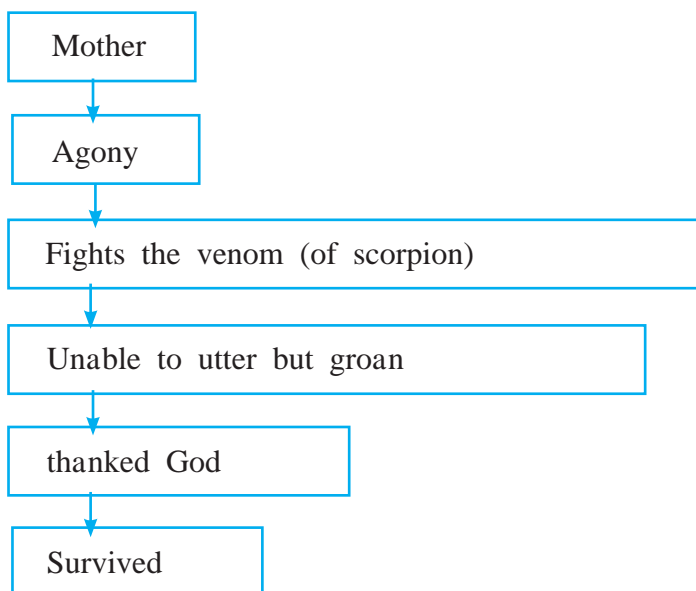 Mother
Agony
Fights the venom (of scorpion)
Unable to utter but groan
thanked God
Survived